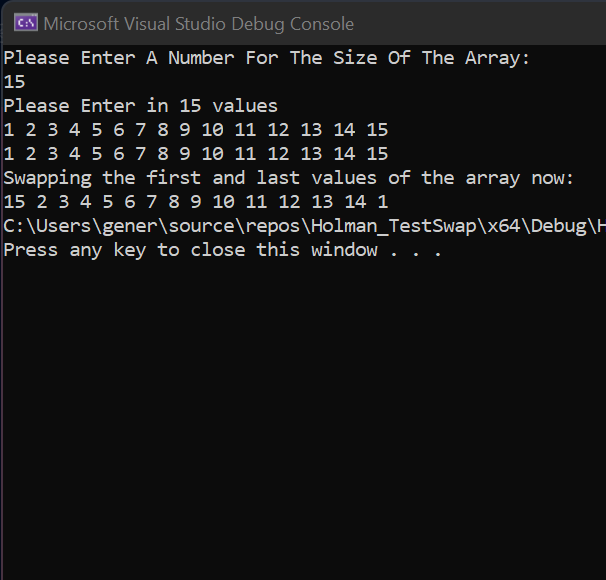 C:\ Microsoft Visual Studio Debug Console
Please Enter A Number For The Size Of The Array:
15
Please Enter in 15 values
1 2 3 4 5 6 7 8 9 10 11 12 13 14 15
1 2 3 4 5 6 7 8 9 10 11 12 13 14 15
Swapping the first and last values of the array now:
15 2 3 4 5 6 7 8 9 10 11 12 13 14 1
C:\Users\gener\source\repos\Holman_TestSwap\x64\Debug\H
Press any key to close this window . . .